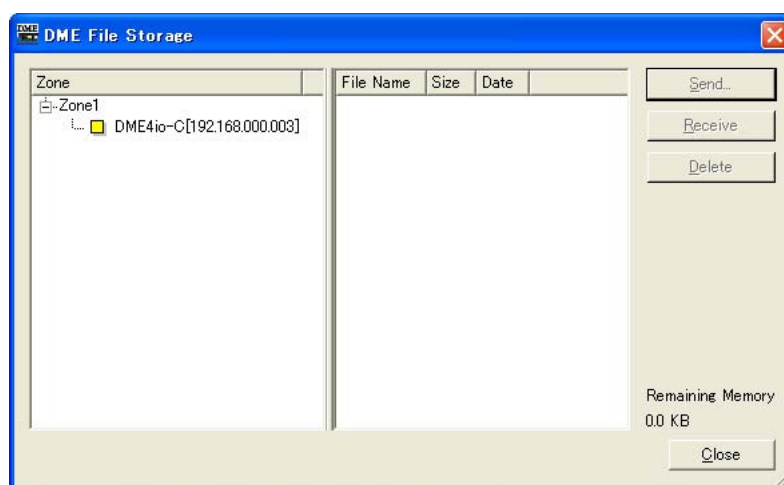 DME File Storage
Zone
File Name Size Date
Send...
Zone1
DME4io-C[192.168.000.003]
Receive
Delete
Remaining Memory
0.0 KB
Close